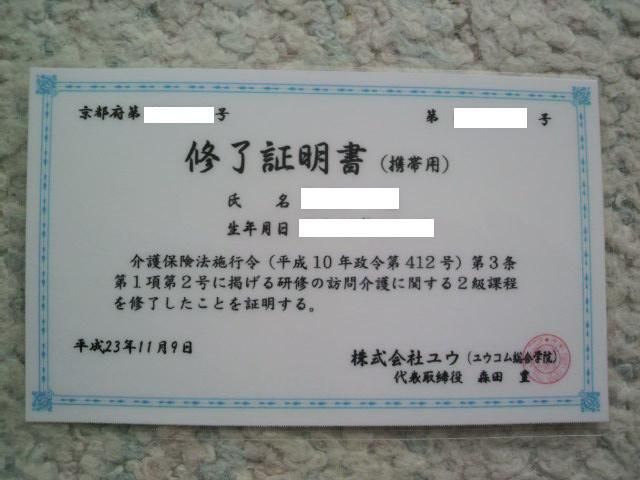 京都府第 号
第 号
修了証明書（携帯用）
氏 名
生年月日
介護保険法施行令（平成10年政令第412号）第3条
第1項第2号に掲げる研修の訪問介護に関する2級課程
を修了したことを証明する。
平成23年11月9日
株式会社ユウ（ユウコム総合学院）
代表取締役 森田 豊